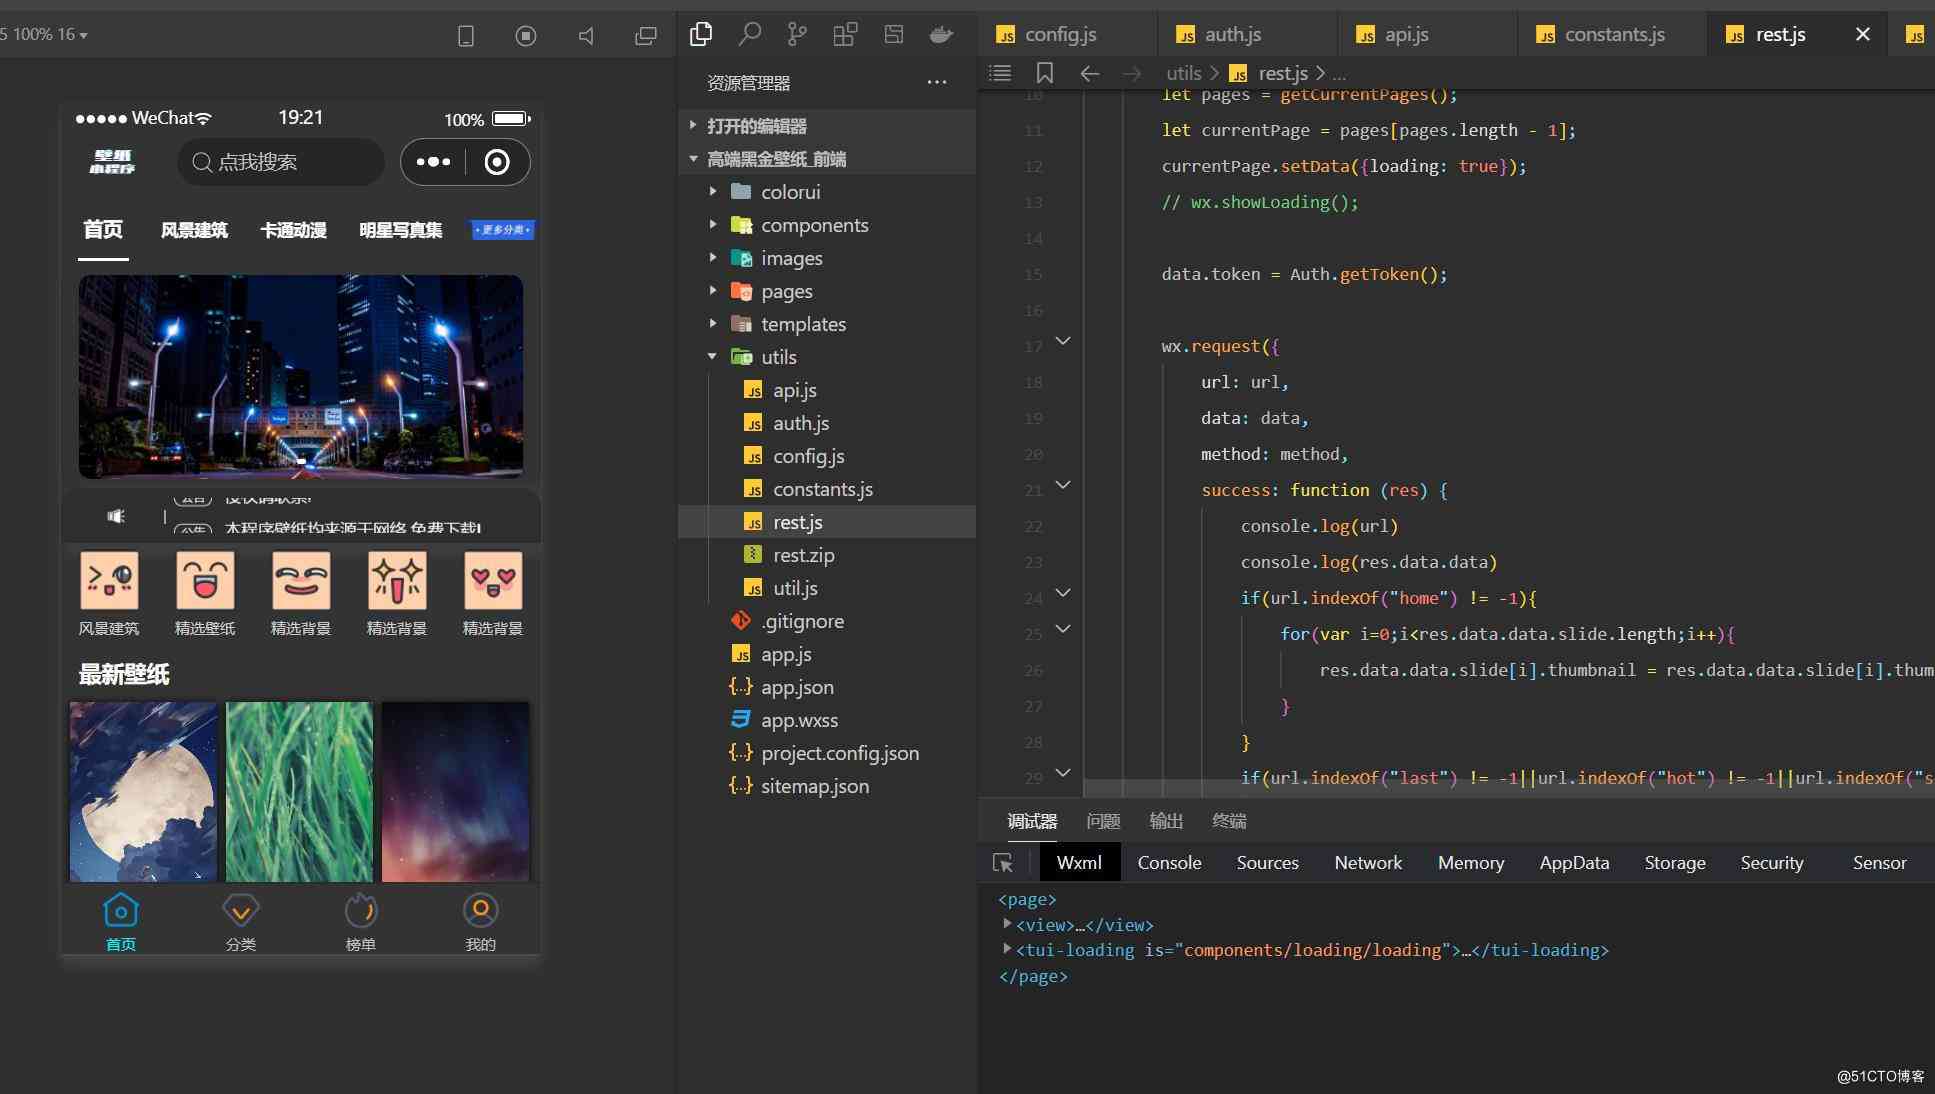 5 100% 16
WeChat
19:21
100%
壁纸
小程序
点我搜索
首页
风景建筑
卡通动漫
明星写真集
更多分类
公告
公告 本程序壁纸均来源于网络,免费下载!
风景建筑
精选壁纸
精选背景
精选背景
精选背景
最新壁纸
首页
分类
榜单
我的
资源管理器
打开的编辑器
高端黑金壁纸_前端
colorui
components
images
pages
templates
utils
api.js
auth.js
config.js
constants.js
rest.js
rest.zip
util.js
.gitignore
app.js
app.json
app.wxss
project.config.json
sitemap.json
config.js
auth.js
api.js
constants.js
rest.js
JS
utils > rest.js > ...
10 let pages = getCurrentPages();
11 let currentPage = pages[pages.length - 1];
12 currentPage.setData({loading: true});
13 // wx.showLoading();
14
15 data.token = Auth.getToken();
16
17 wx.request({
18 url: url,
19 data: data,
20 method: method,
21 success: function (res) {
22 console.log(url)
23 console.log(res.data.data)
24 if(url.indexOf("home") != -1){
25 for(var i=0;i<res.data.data.slide.length;i++){
26 res.data.data.slide[i].thumbnail = res.data.data.slide[i].thum
27 }
28 }
29 if(url.indexOf("last") != -1||url.indexOf("hot") != -1||url.indexOf("s
调试器 问题 输出 终端
Wxml Console Sources Network Memory AppData Storage Security Sensor
<page>
<view>…</view>
<tui-loading is="components/loading/loading">…</tui-loading>
</page>
@51CTO博客